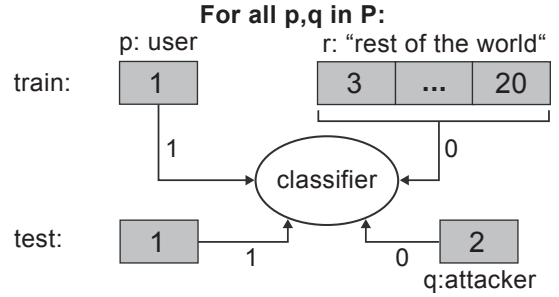 For all p,q in P:
p: user
r: “rest of the world“
train:
1
3
...
20
1
0
classifier
test:
1
2
1
0
q:attacker